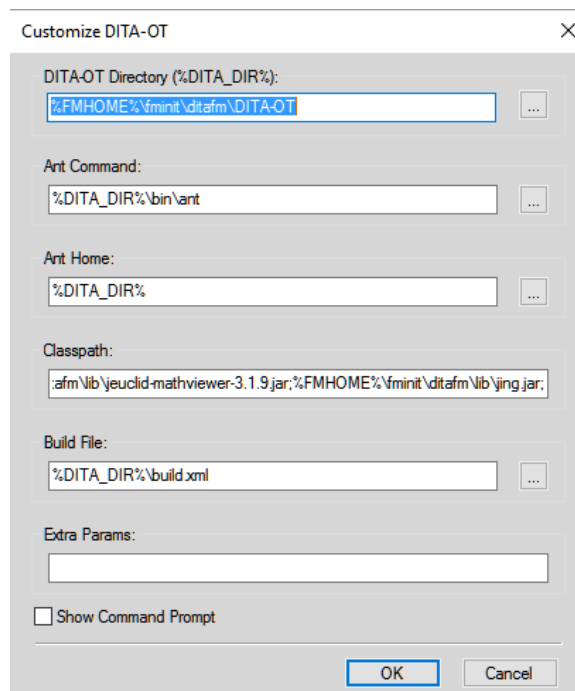 Customize DITA-OT
DITA-OT Directory (%DITA_DIR%):
%FMHOME%\fminit\ditafm\DITA-OT
...
Ant Command:
%DITA_DIR%\bin\ant
...
Ant Home:
%DITA_DIR%
...
Classpath:
:afm\lib\jeuclid-mathviewer-3.1.9.jar;%FMHOME%\fminit\ditafm\lib\jing.jar;
Build File:
%DITA_DIR%\build.xml
...
Extra Params:
Show Command Prompt
OK Cancel